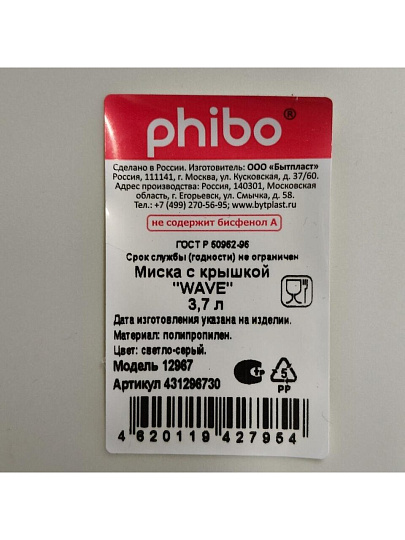 phibo®
Сделано в России. Изготовитель: ООО «Бытпласт»
Россия, 111141, г. Москва, ул. Кусковская, д. 37/60.
Адрес производства: Россия, 140301, Московская
область, г. Егорьевск, ул. Смычка, д. 58.
Тел.: +7 (499) 270-56-95; www.bytplast.ru
не содержит бисфенол А
ГОСТ Р 50962-96
Срок службы (годности) не ограничен
Миска с крышкой
"WAVE"
3,7 л
Дата изготовления указана на изделии.
Материал: полипропилен.
Цвет: светло-серый.
Модель 12967
Артикул 431296730
5
PP
4 620119 427954